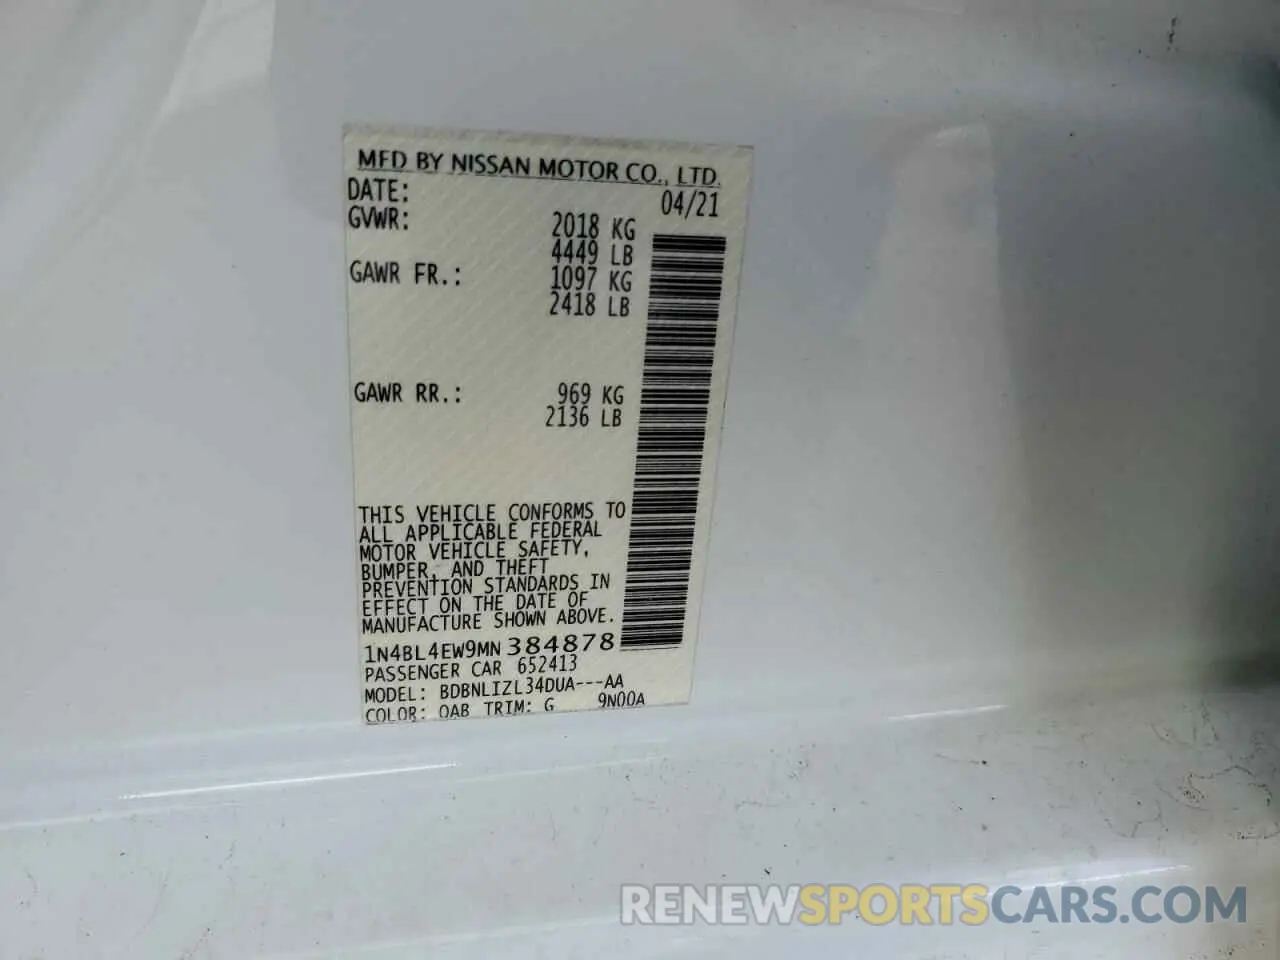 MFD BY NISSAN MOTOR CO., LTD.
DATE: 04/21
GVWR: 2018 KG
4449 LB
GAWR FR.: 1097 KG
2418 LB
GAWR RR.: 969 KG
2136 LB
THIS VEHICLE CONFORMS TO
ALL APPLICABLE FEDERAL
MOTOR VEHICLE SAFETY,
BUMPER, AND THEFT
PREVENTION STANDARDS IN
EFFECT ON THE DATE OF
MANUFACTURE SHOWN ABOVE.
1N4BL4EW9MN384878
PASSENGER CAR 652413
MODEL: BDBNLIZL34DUA---AA
COLOR: QAB TRIM: G 9N00A
RENEWSPORTSCARS.COM